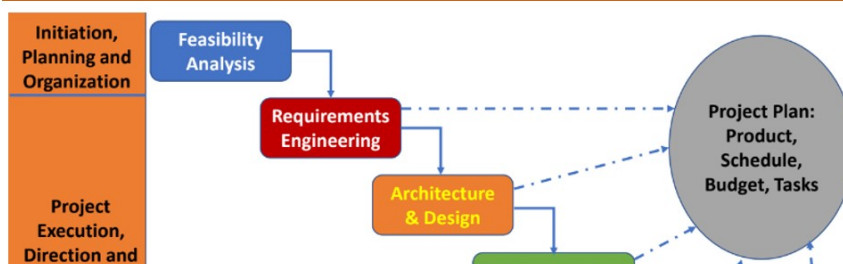 Initiation,
Planning and
Organization
Feasibility
Analysis
Requirements
Engineering
Project Plan:
Product,
Schedule,
Budget, Tasks
Architecture
& Design
Project
Execution,
Direction and